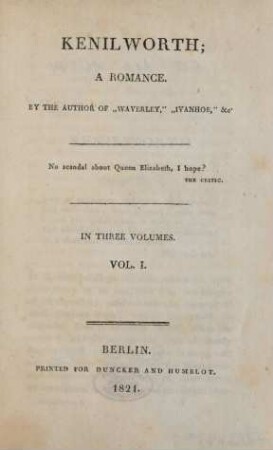 KENILWORTH;
A ROMANCE.
BY THE AUTHOR OF „WAVERLEY,” „IVANHOE,” &c
No scandal about Queen Elizabeth, I hope?
THE CRITIC.
IN THREE VOLUMES.
VOL. I.
BERLIN.
PRINTED FOR DUNCKER AND HUMBLOT.
1821.